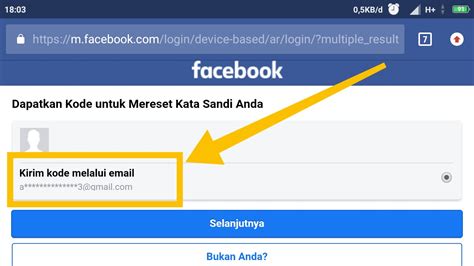 18:03
0,5KB/d
H+
93
https://m.facebook.com/login/device-based/ar/login/?multiple_result
7
facebook
Dapatkan Kode untuk Mereset Kata Sandi Anda
Kirim kode melalui email
a**************3@gmail.com
Selanjutnya
Bukan Anda?